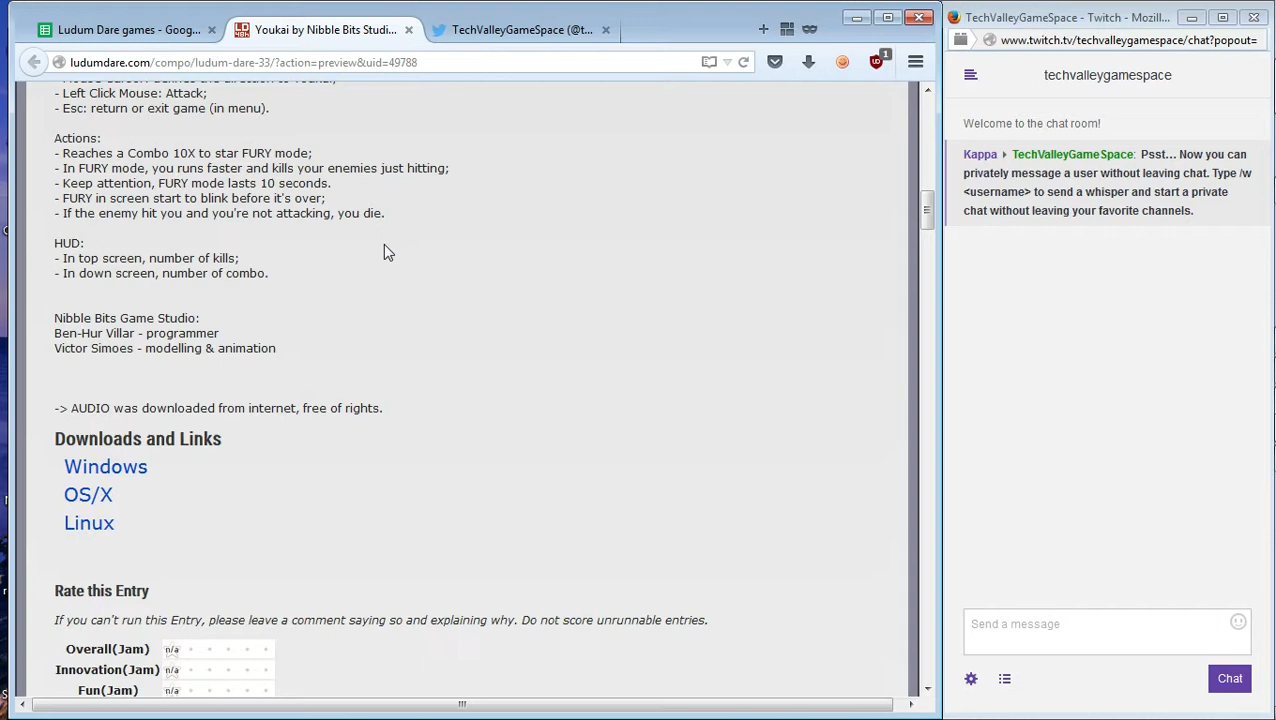 Ludum Dare games - Goog...
Youkai by Nibble Bits Studi...
TechValleyGameSpace (@t...
ludumdare.com/compo/ludum-dare-33/?action=preview&uid=49788
1
- Left Click Mouse: Attack;
- Esc: return or exit game (in menu).
Actions:
- Reaches a Combo 10X to star FURY mode;
- In FURY mode, you runs faster and kills your enemies just hitting;
- Keep attention, FURY mode lasts 10 seconds.
- FURY in screen start to blink before it's over;
- If the enemy hit you and you're not attacking, you die.
HUD:
- In top screen, number of kills;
- In down screen, number of combo.
Nibble Bits Game Studio:
Ben-Hur Villar - programmer
Victor Simoes - modelling & animation
-> AUDIO was downloaded from internet, free of rights.
Downloads and Links
Windows
OS/X
Linux
Rate this Entry
If you can't run this Entry, please leave a comment saying so and explaining why. Do not score unrunnable entries.
Overall(Jam) n/a
Innovation(Jam) n/a
Fun(Jam) n/a
TechValleyGameSpace - Twitch - Mozil...
www.twitch.tv/techvalleygamespace/chat?popout=
techvalleygamespace
Welcome to the chat room!
Kappa ▸ TechValleyGameSpace: Psst... Now you can
privately message a user without leaving chat. Type /w
<username> to send a whisper and start a private
chat without leaving your favorite channels.
Send a message
Chat